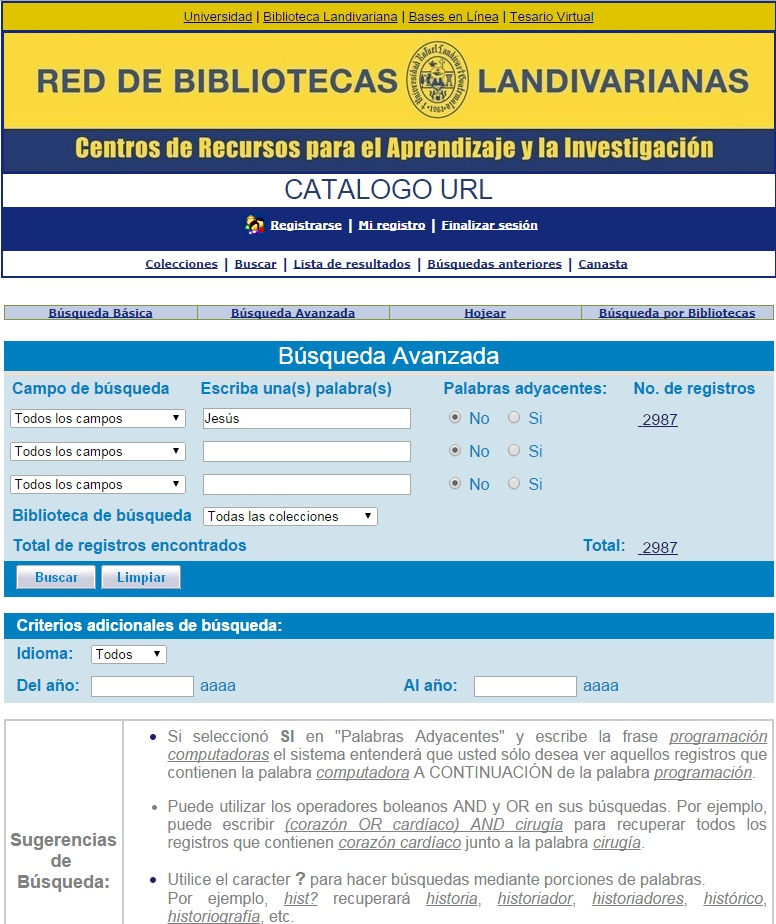 Universidad | Biblioteca Landivariana | Bases en Línea | Tesario Virtual
RED DE BIBLIOTECAS LANDIVARIANAS
Centros de Recursos para el Aprendizaje y la Investigación
CATALOGO URL
Registrarse | Mi registro | Finalizar sesión
Colecciones | Buscar | Lista de resultados | Búsquedas anteriores | Canasta
Búsqueda Básica Búsqueda Avanzada Hojear Búsqueda por Bibliotecas
Búsqueda Avanzada
Campo de búsqueda Escriba una(s) palabra(s) Palabras adyacentes: No. de registros
Todos los campos Jesús No Si 2987
Todos los campos No Si
Todos los campos No Si
Biblioteca de búsqueda Todas las colecciones
Total de registros encontrados Total: 2987
Buscar Limpiar
Criterios adicionales de búsqueda:
Idioma: Todos
Del año: aaaa Al año: aaaa
Sugerencias
de
Búsqueda:
Si seleccionó SI en "Palabras Adyacentes" y escribe la frase programación
computadoras el sistema entenderá que usted sólo desea ver aquellos registros que
contienen la palabra computadora A CONTINUACIÓN de la palabra programación.
Puede utilizar los operadores boleanos AND y OR en sus búsquedas. Por ejemplo,
puede escribir (corazón OR cardíaco) AND cirugía para recuperar todos los
registros que contienen corazón cardíaco junto a la palabra cirugía.
Utilice el caracter ? para hacer búsquedas mediante porciones de palabras.
Por ejemplo, hist? recuperará historia, historiador, historiadores, histórico,
historiografía, etc.